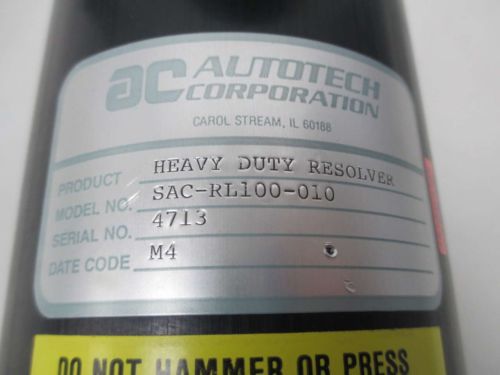 ac AUTOTECH
CORPORATION
CAROL STREAM, IL 60188
PRODUCT HEAVY DUTY RESOLVER
MODEL NO. SAC-RL100-010
SERIAL NO. 4713
DATE CODE M4
DO NOT HAMMER OR PRESS